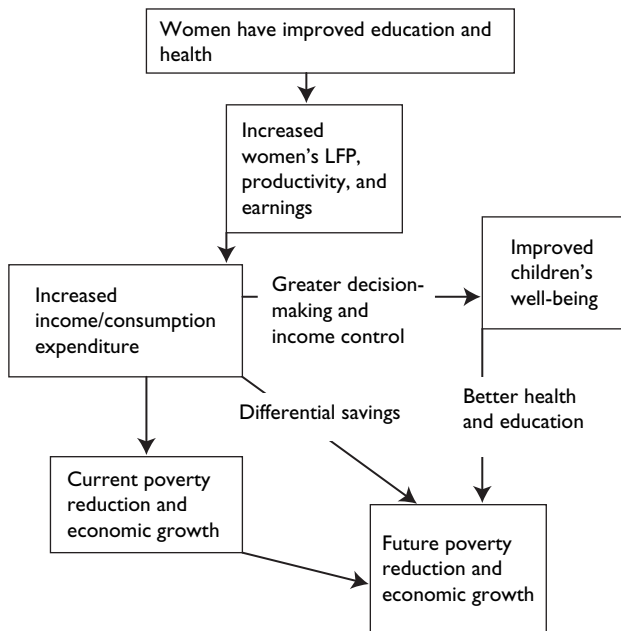 Women have improved education and
health
Increased
women’s LFP,
productivity, and
earnings
Increased
income/consumption
expenditure
Greater decision-
making and
income control
Improved
children’s
well-being
Differential savings
Better health
and education
Current poverty
reduction and
economic growth
Future poverty
reduction and
economic growth